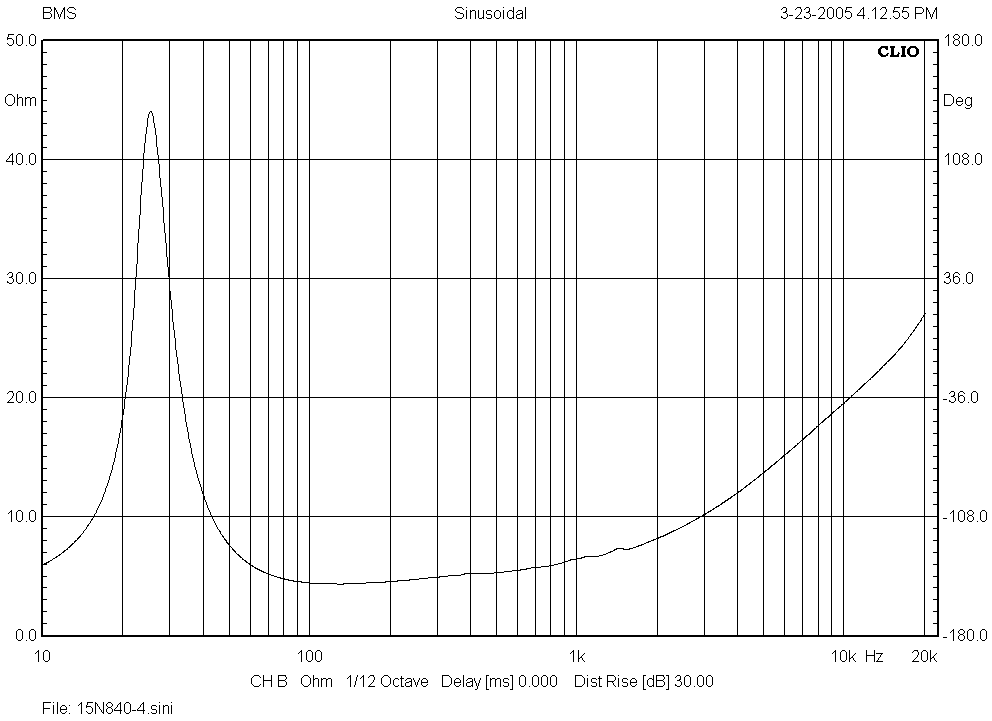 BMS Sinusoidal 3-23-2005 4.12.55 PM
50.0 180.0
CLIO
Ohm Deg
40.0 108.0
30.0 36.0
20.0 -36.0
10.0 -108.0
0.0 -180.0
10 100 1k 10k Hz 20k
CH B Ohm 1/12 Octave Delay [ms] 0.000 Dist Rise [dB] 30.00
File: 15N840-4.sini